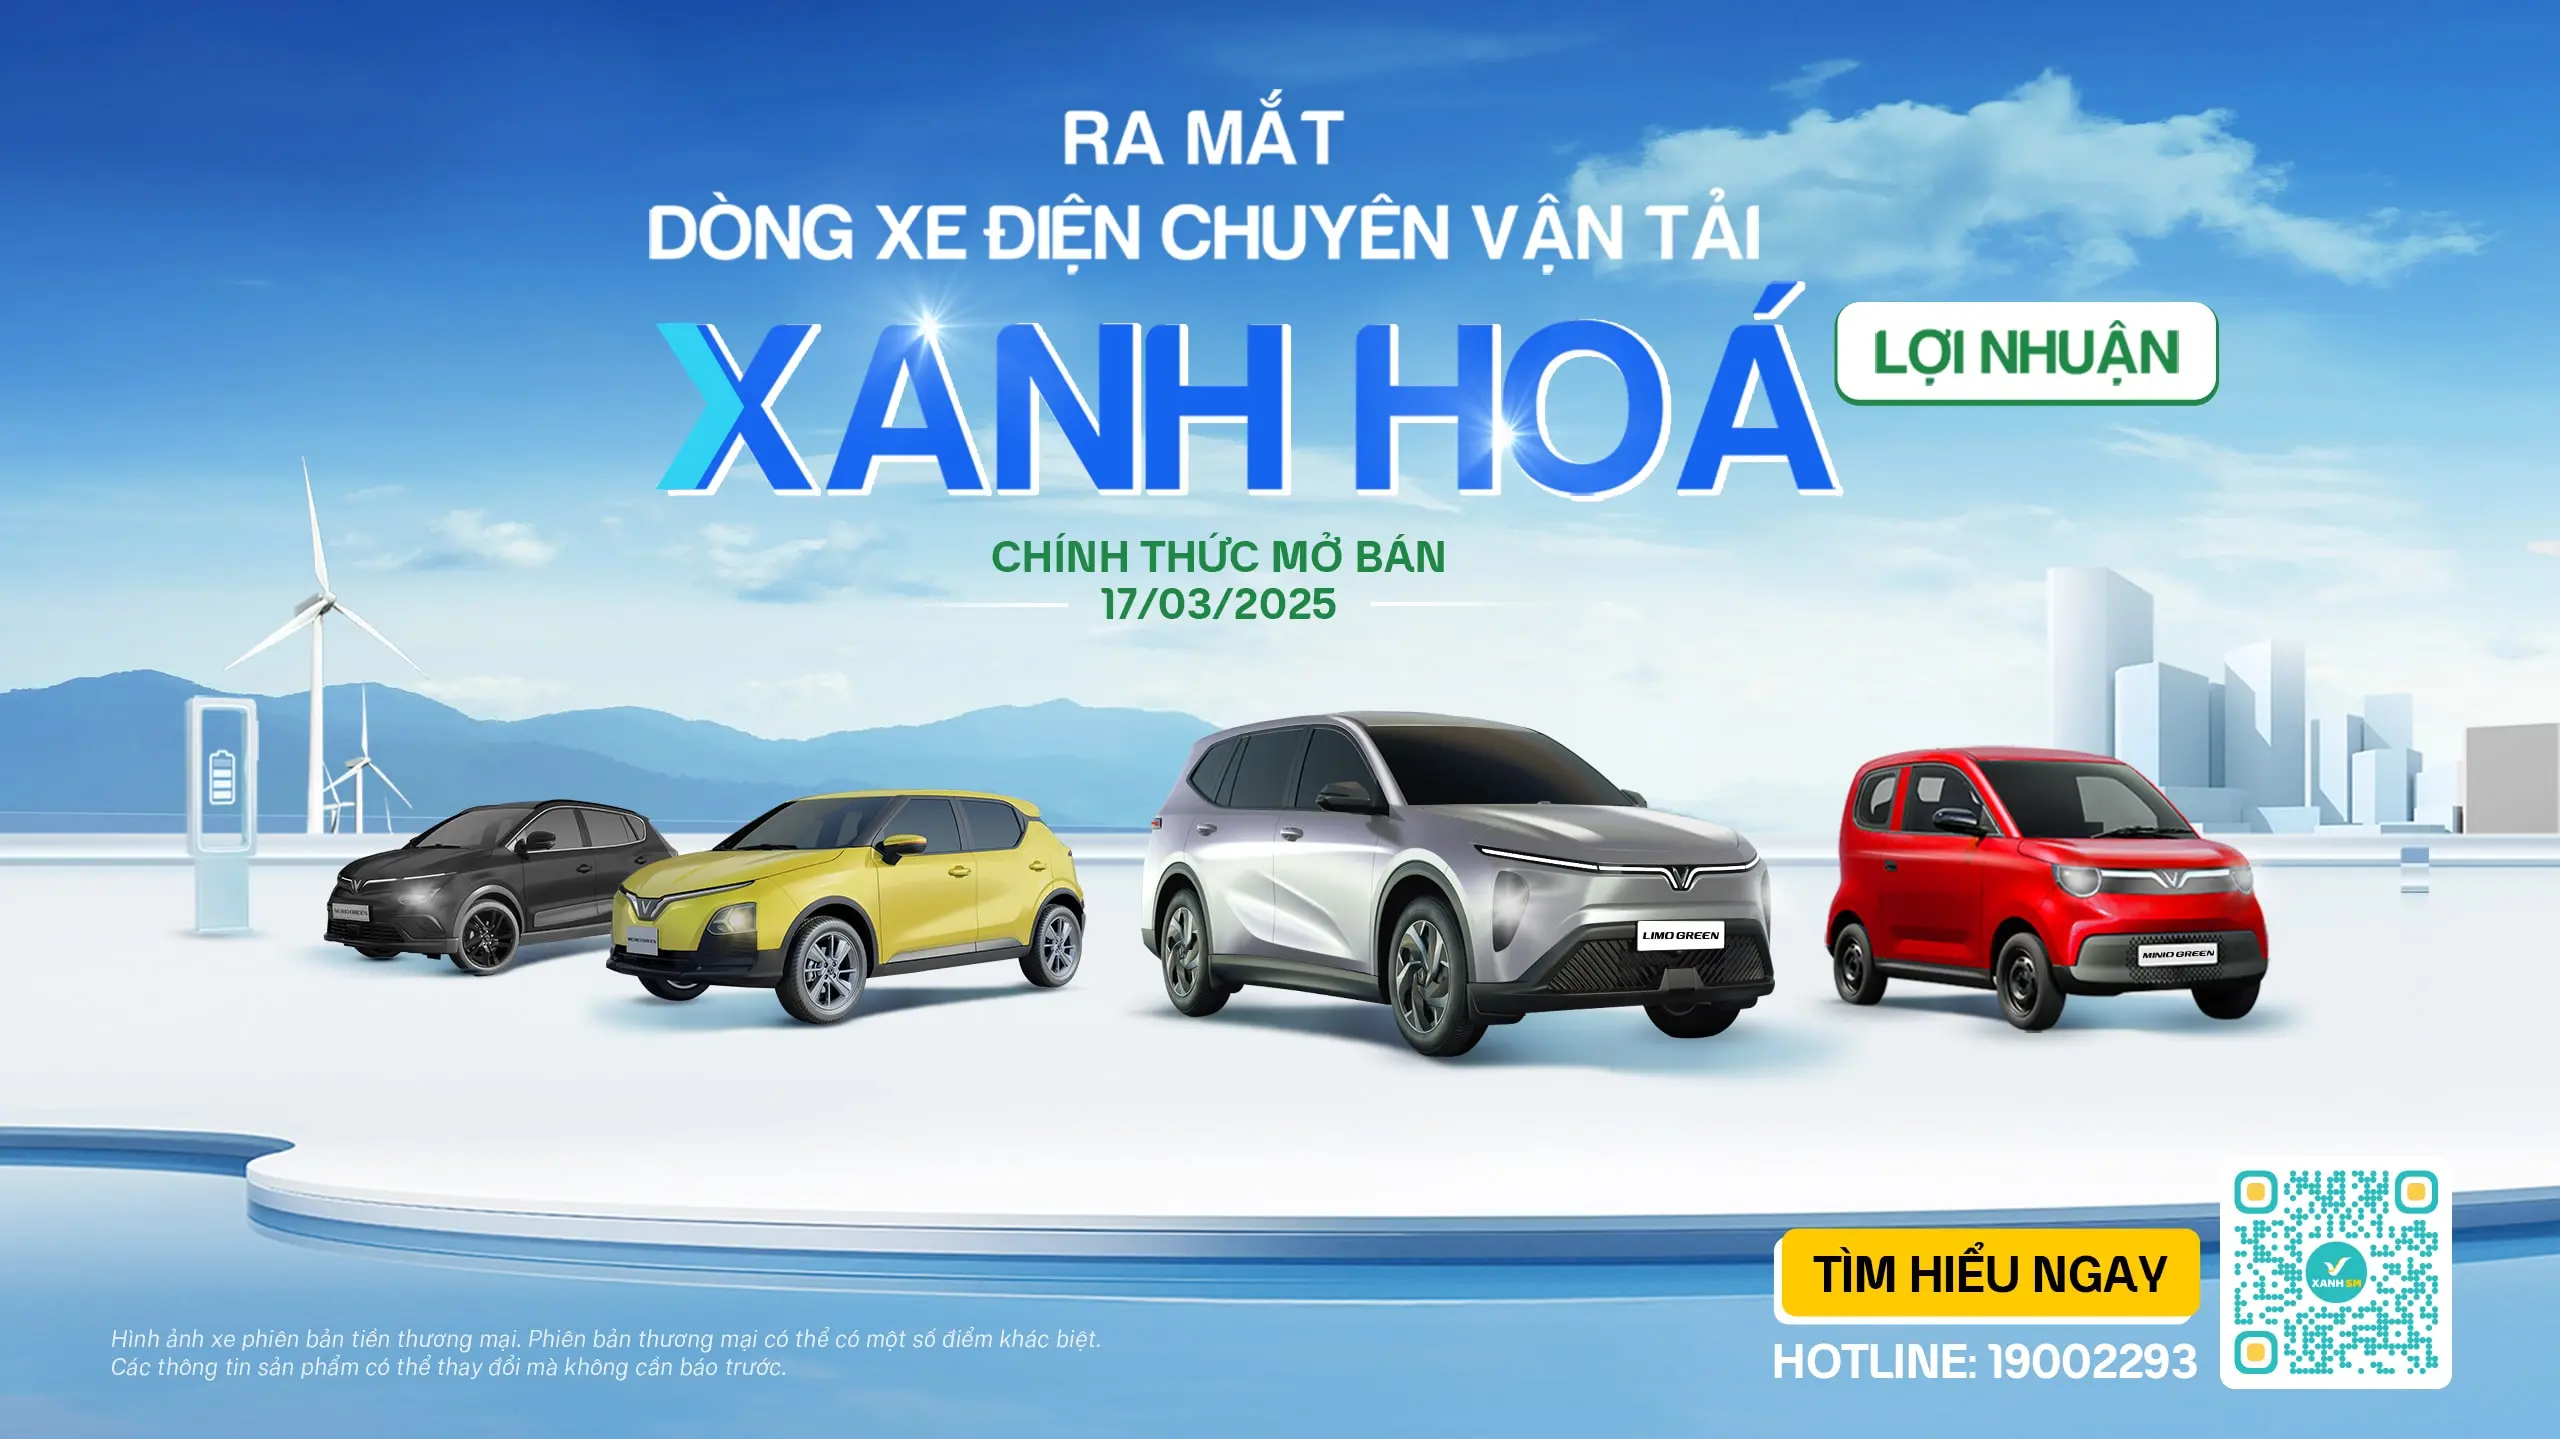 RA MẮT
DÒNG XE ĐIỆN CHUYÊN VẬN TẢI
XANH HOÁ
LỢI NHUẬN
CHÍNH THỨC MỞ BÁN
17/03/2025
NERIO GREEN
LIMO GREEN
MINIO GREEN
TÌM HIỂU NGAY
XANH SM
HOTLINE: 19002293
Hình ảnh xe phiên bản tiền thương mại. Phiên bản thương mại có thể có một số điểm khác biệt.
Các thông tin sản phẩm có thể thay đổi mà không cần báo trước.